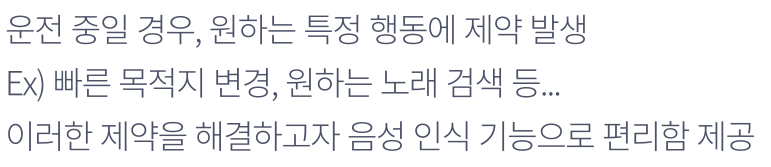 운전 중일 경우, 원하는 특정 행동에 제약 발생
Ex) 빠른 목적지 변경, 원하는 노래 검색 등...
이러한 제약을 해결하고자 음성 인식 기능으로 편리함 제공